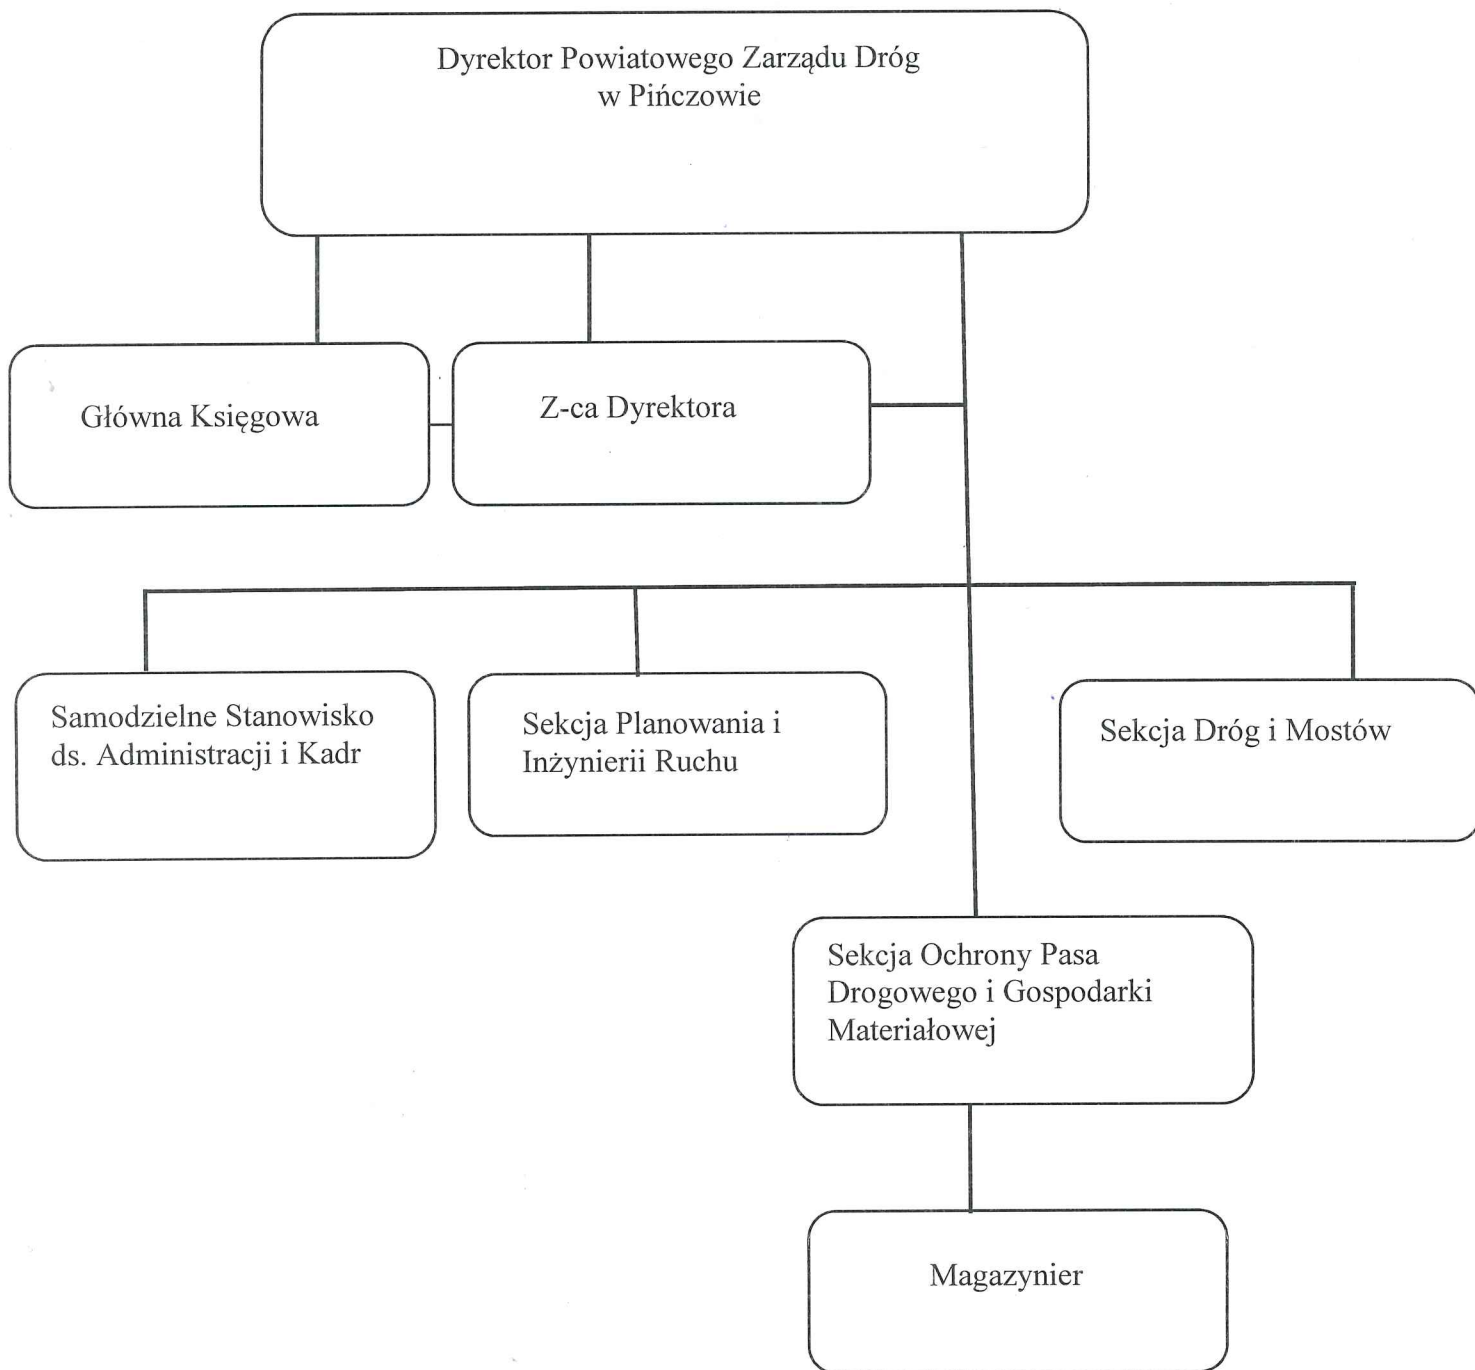 Dyrektor Powiatowego Zarządu Dróg
w Pińczowie
Główna Księgowa
Z-ca Dyrektora
Samodzielne Stanowisko
ds. Administracji i Kadr
Sekcja Planowania i
Inżynierii Ruchu
Sekcja Dróg i Mostów
Sekcja Ochrony Pasa
Drogowego i Gospodarki
Materiałowej
Magazynier